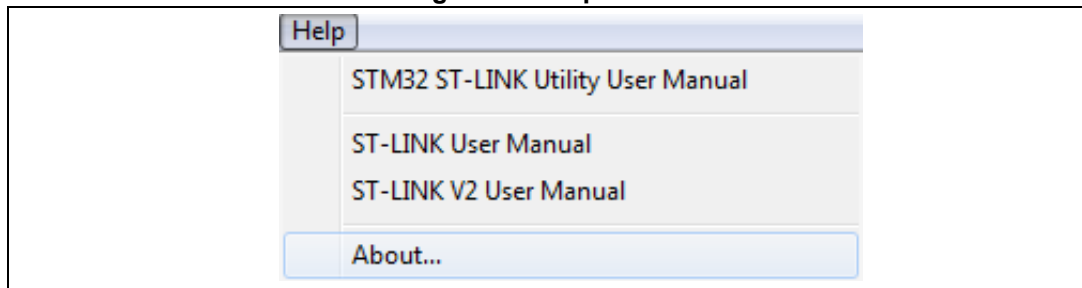 Help
STM32 ST-LINK Utility User Manual
ST-LINK User Manual
ST-LINK V2 User Manual
About...